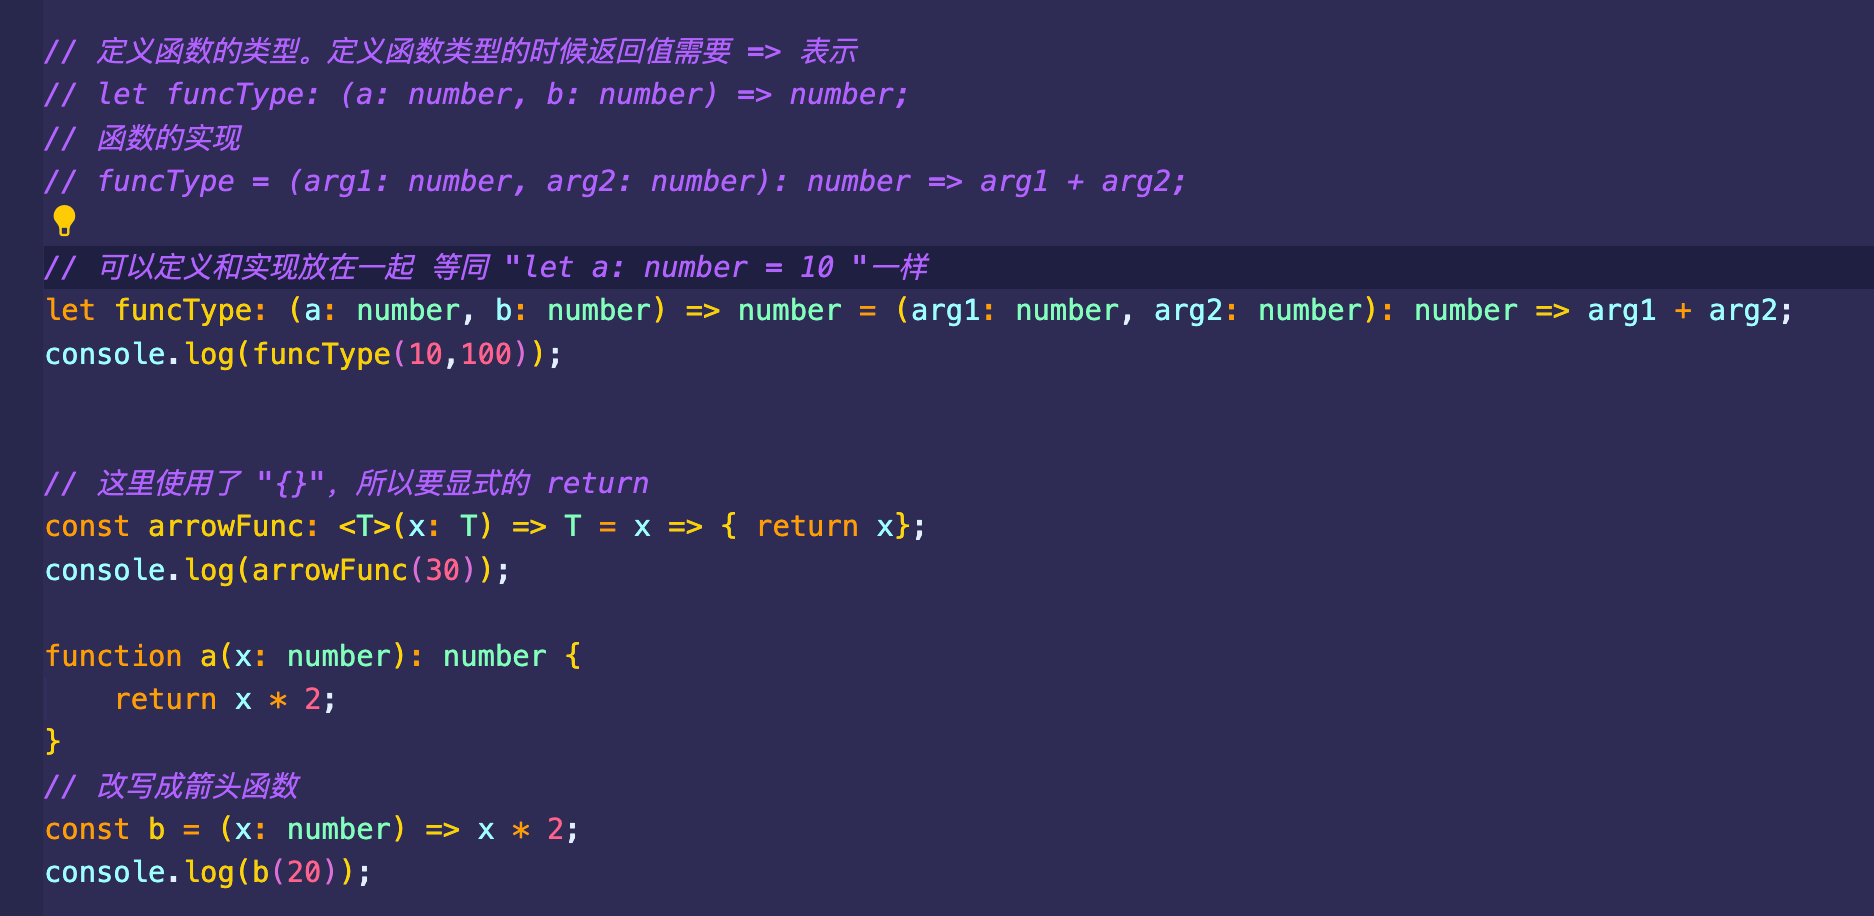 // 定义函数的类型。定义函数类型的时候返回值需要 => 表示
// let funcType: (a: number, b: number) => number;
// 函数的实现
// funcType = (arg1: number, arg2: number): number => arg1 + arg2;
// 可以定义和实现放在一起 等同 "let a: number = 10 "一样
let funcType: (a: number, b: number) => number = (arg1: number, arg2: number): number => arg1 + arg2;
console.log(funcType(10,100));
// 这里使用了 "{}", 所以要显式的 return
const arrowFunc: <T>(x: T) => T = x => { return x};
console.log(arrowFunc(30));
function a(x: number): number {
    return x * 2;
}
// 改写成箭头函数
const b = (x: number) => x * 2;
console.log(b(20));